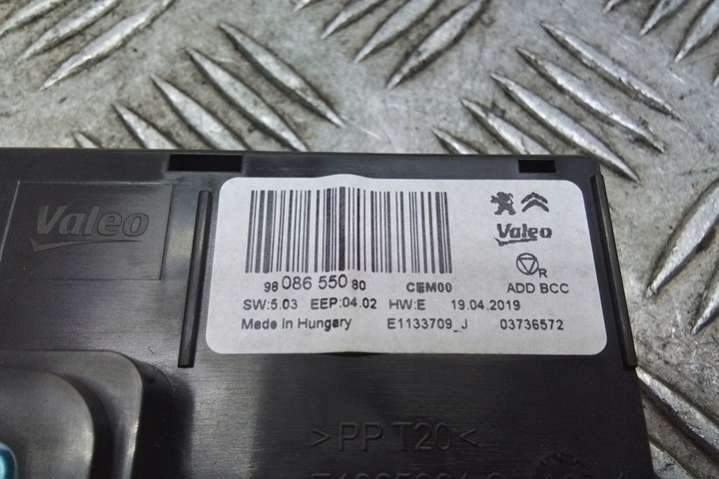 Valeo
Valeo
R
98 086 550 80 CEM00 ADD BCC
SW:5.03 EEP:04.02 HW:E 19.04.2019
Made In Hungary E1133709_J 03736572
>PP T20<